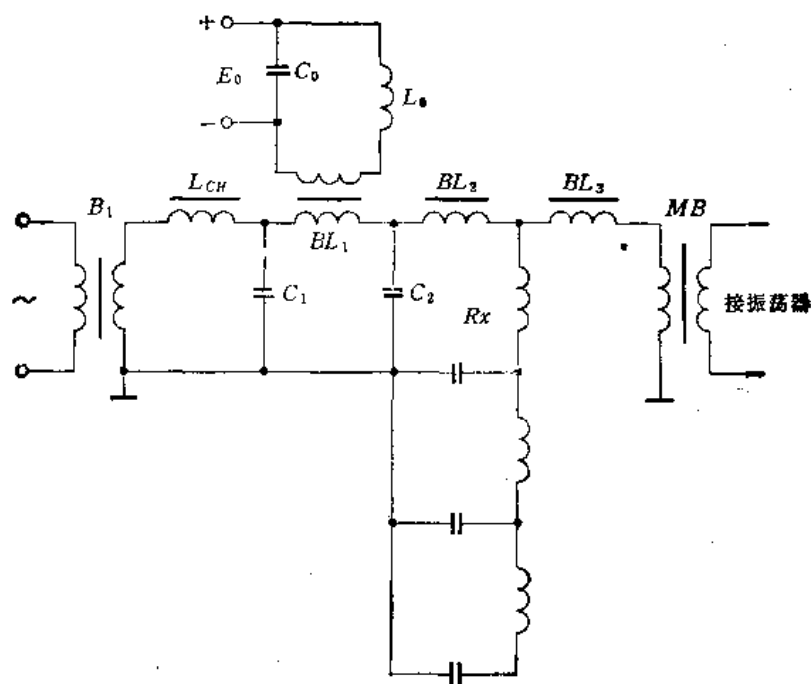 +
E₀
C₀
L₀
−
L_CH
BL₂
BL₃
B₁
MB
BL₁
~
C₁
C₂
Rx
接振荡器